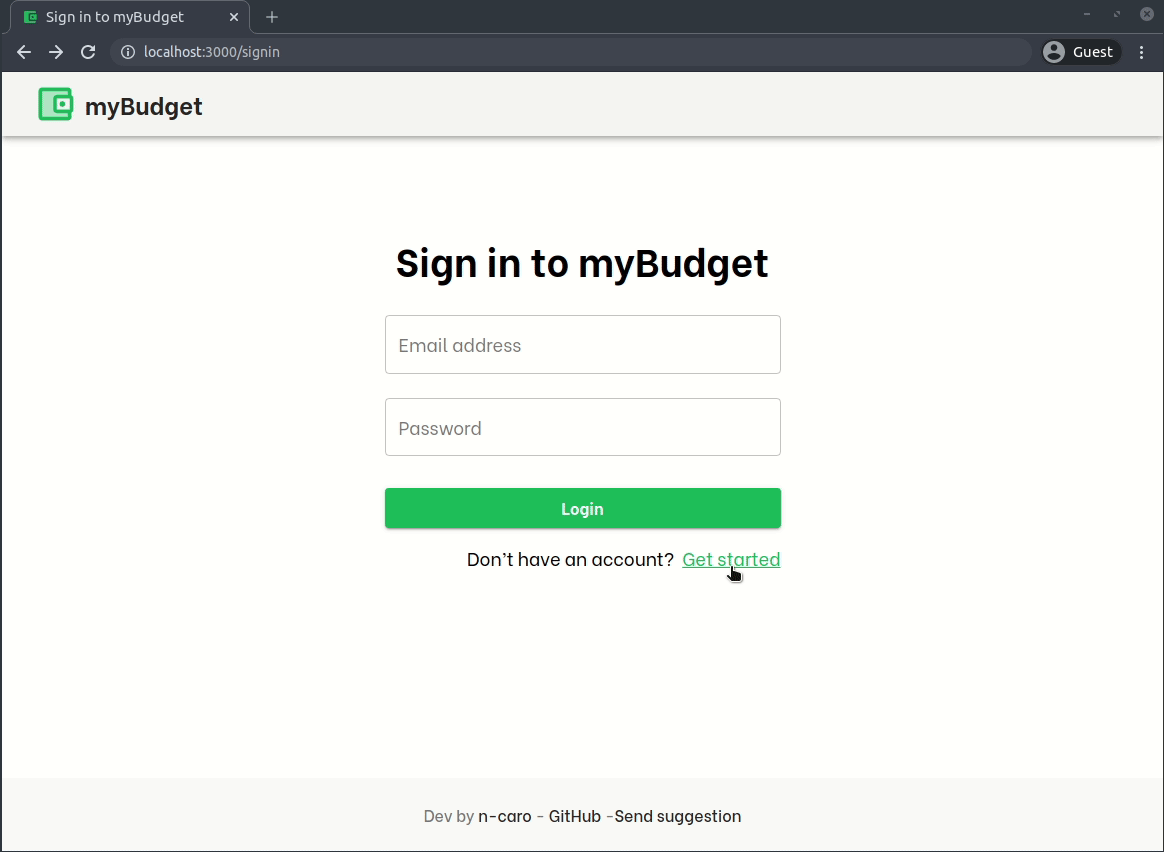 Sign in to myBudget
localhost:3000/signin
Guest
myBudget
Sign in to myBudget
Email address
Password
Login
Don't have an account? Get started
Dev by n-caro - GitHub -Send suggestion